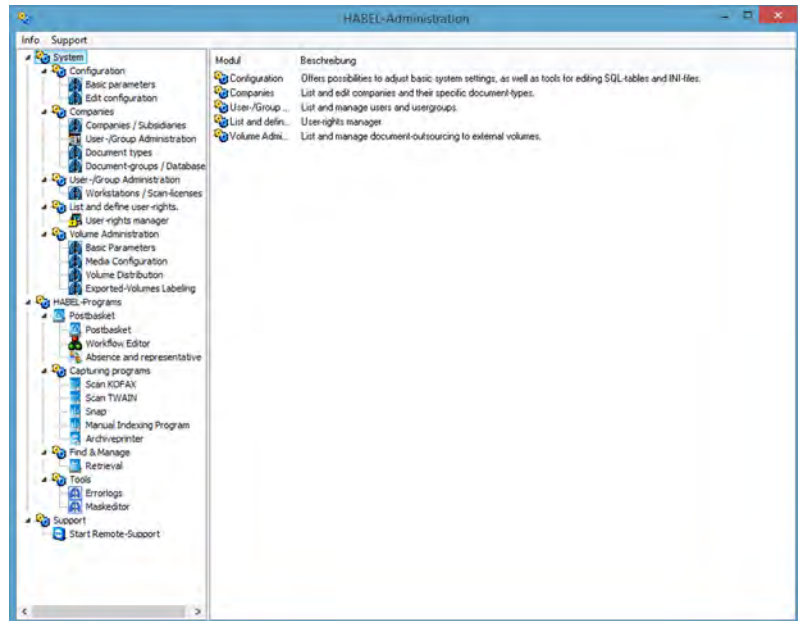 HABEL-Administration
Info Support
System
Configuration
Basic parameters
Edit configuration
Companies
Companies / Subsidiaries
User-/Group Administration
Document types
Document-groups / Database
User-/Group Administration
Workstations / Scan-licenses
List and define user-rights.
User-rights manager
Volume Administration
Basic Parameters
Media Configuration
Volume Distribution
Exported-Volumes Labeling
HABEL-Programs
Postbasket
Postbasket
Workflow Editor
Absence and representative
Capturing programs
Scan KOFAX
Scan TWAIN
Snap
Manual Indexing Program
Archiveprinter
Find & Manage
Retrieval
Tools
Errorlogs
Maskeditor
Support
Start Remote-Support
Modul Beschreibung
Configuration Offers possibilities to adjust basic system settings, as well as tools for editing SQL-tables and INI-files.
Companies List and edit companies and their specific document-types.
User-/Group ... List and manage users and usergroups.
List and defin... User-rights manager
Volume Admi... List and manage document-outsourcing to external volumes.